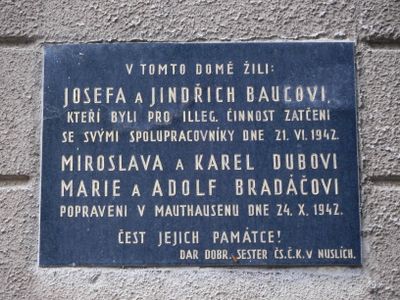 V TOMTO DOMĚ ŽILI:
JOSEFA A JINDŘICH BAUCOVI,
KTEŘÍ BYLI PRO ILLEG. ČINNOST ZATČENI
SE SVÝMI SPOLUPRACOVNÍKY DNE 21. VI. 1942.
MIROSLAVA A KAREL DUBOVI
MARIE A ADOLF BRADÁČOVI
POPRAVENI V MAUTHAUSENU DNE 24. X. 1942.
ČEST JEJICH PAMÁTCE!
DAR DOBR. SESTER ČS.Č.K. V NUSLÍCH.